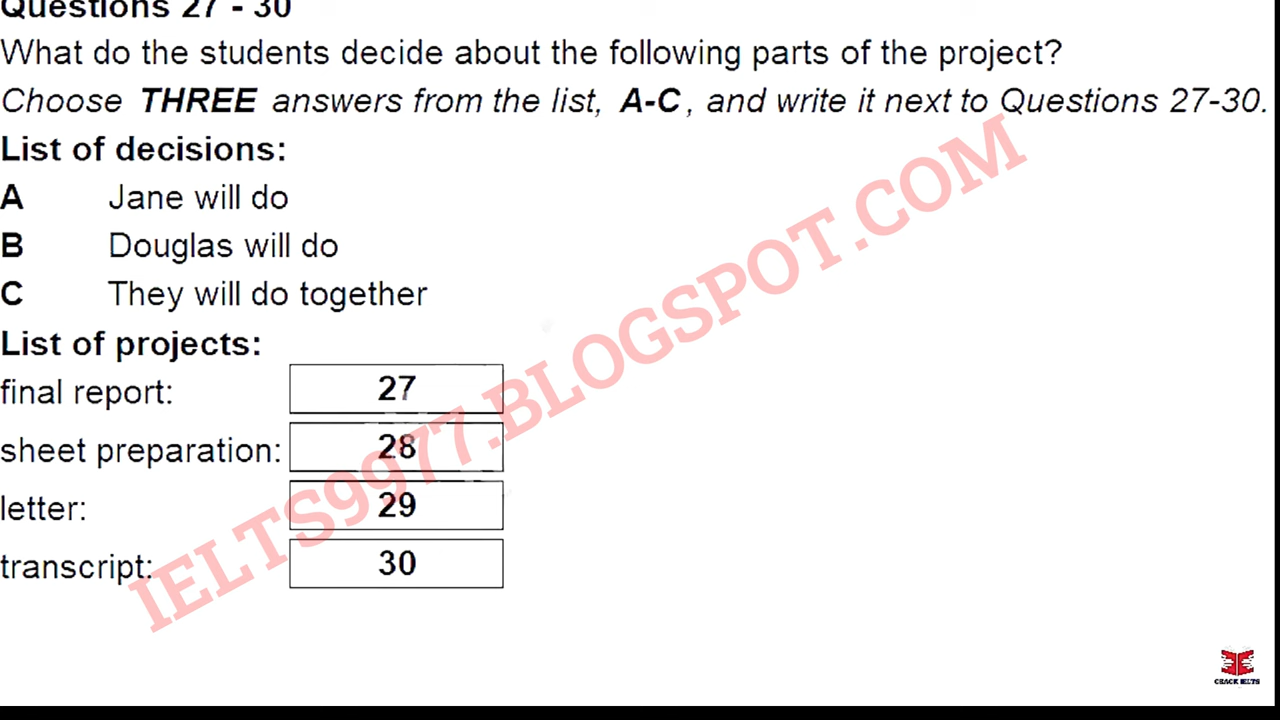 Questions 27 - 30
What do the students decide about the following parts of the project?
Choose THREE answers from the list, A-C, and write it next to Questions 27-30.
List of decisions:
A Jane will do
B Douglas will do
C They will do together
List of projects:
final report: 27
sheet preparation: 28
letter: 29
transcript: 30
IELTS9977.BLOGSPOT.COM
CRACK IELTS